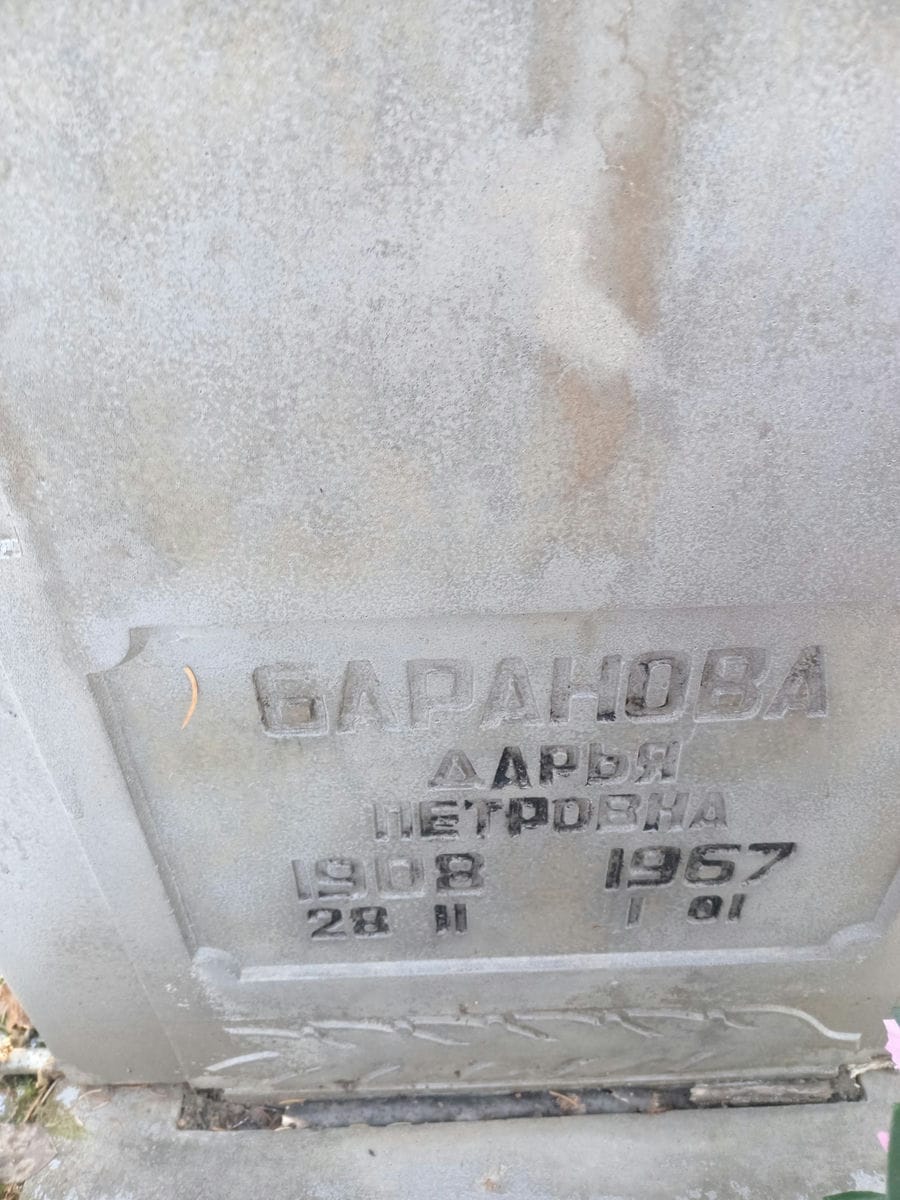 БАРАНОВА
ДАРЬЯ
ПЕТРОВНА
1908 1967
28 II I 01